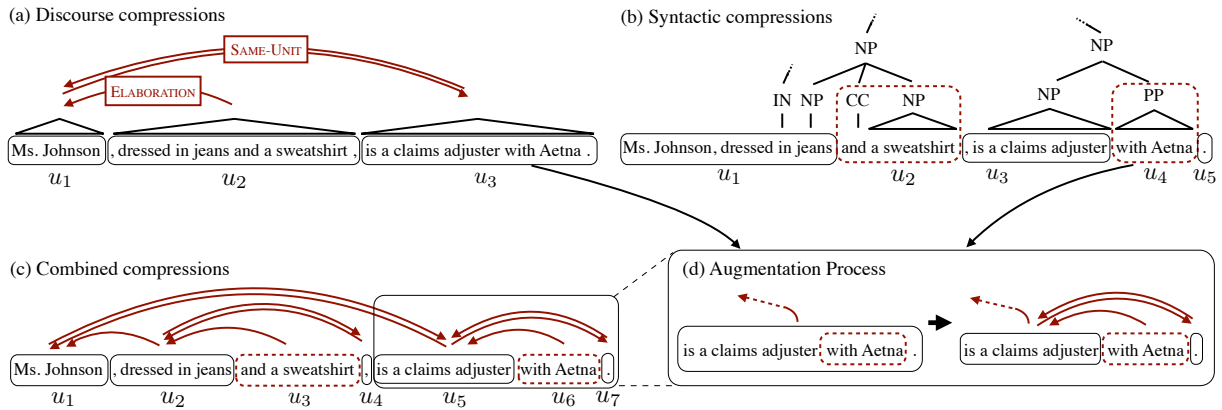 (a) Discourse compressions
SAME-UNIT
ELABORATION
Ms. Johnson , dressed in jeans and a sweatshirt , is a claims adjuster with Aetna .
u1 u2 u3
(b) Syntactic compressions
NP NP
IN NP CC NP NP PP
Ms. Johnson, dressed in jeans and a sweatshirt , is a claims adjuster with Aetna .
u1 u2 u3 u4 u5
(c) Combined compressions
Ms. Johnson , dressed in jeans and a sweatshirt , is a claims adjuster with Aetna .
u1 u2 u3 u4 u5 u6 u7
(d) Augmentation Process
is a claims adjuster with Aetna . is a claims adjuster with Aetna .